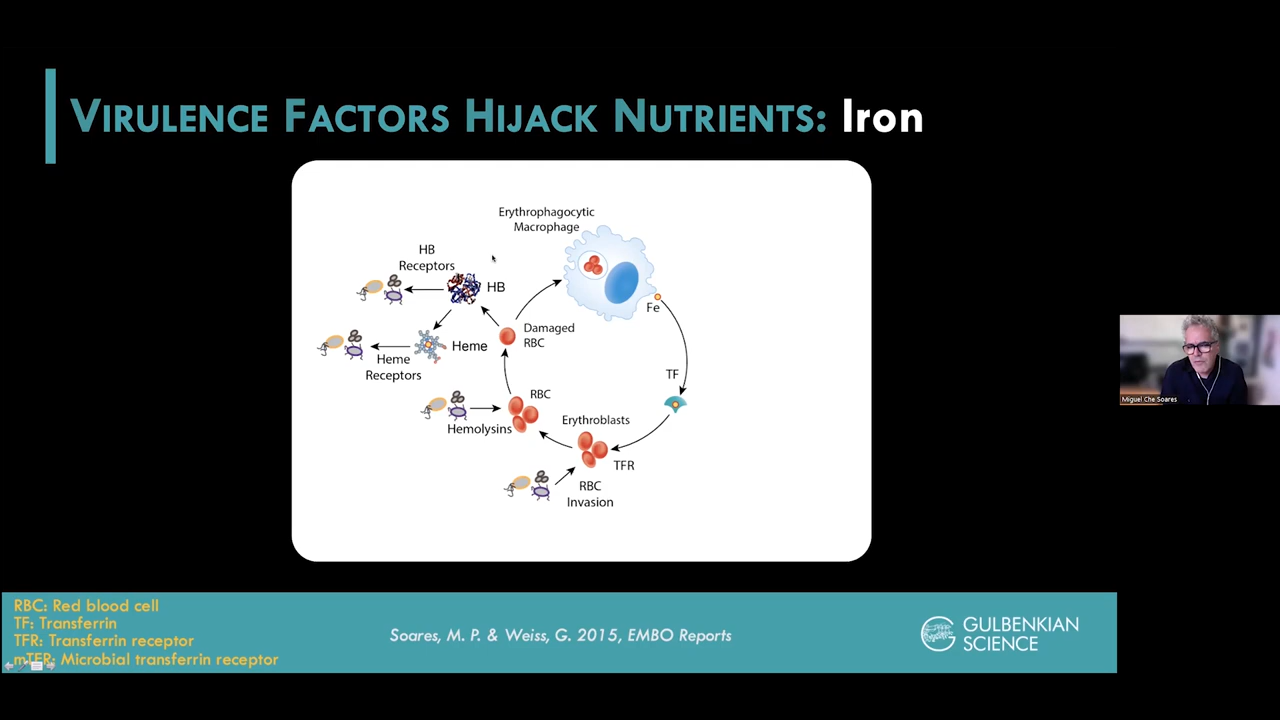 VIRULENCE FACTORS HIJACK NUTRIENTS: Iron
Erythrophagocytic
Macrophage
HB
Receptors
HB
Fe
Damaged
RBC
Heme
Heme
Receptors
TF
RBC
Hemolysins
Erythroblasts
TFR
RBC
Invasion
Miguel Che Soares
RBC: Red blood cell
TF: Transferrin
TFR: Transferrin receptor
mTFR: Microbial transferrin receptor
Soares, M. P. & Weiss, G. 2015, EMBO Reports
GULBENKIAN
SCIENCE